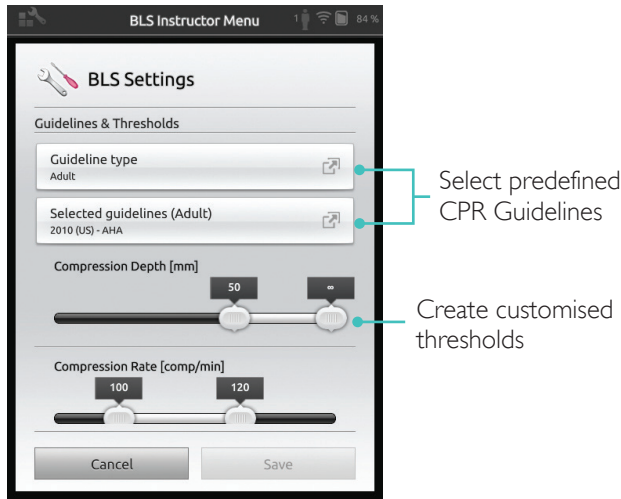 BLS Instructor Menu 1 84 %
BLS Settings
Guidelines & Thresholds
Guideline type
Adult
Selected guidelines (Adult)
2010 (US) - AHA
Select predefined
CPR Guidelines
Compression Depth [mm]
50 ∞
Create customised
thresholds
Compression Rate [comp/min]
100 120
Cancel Save